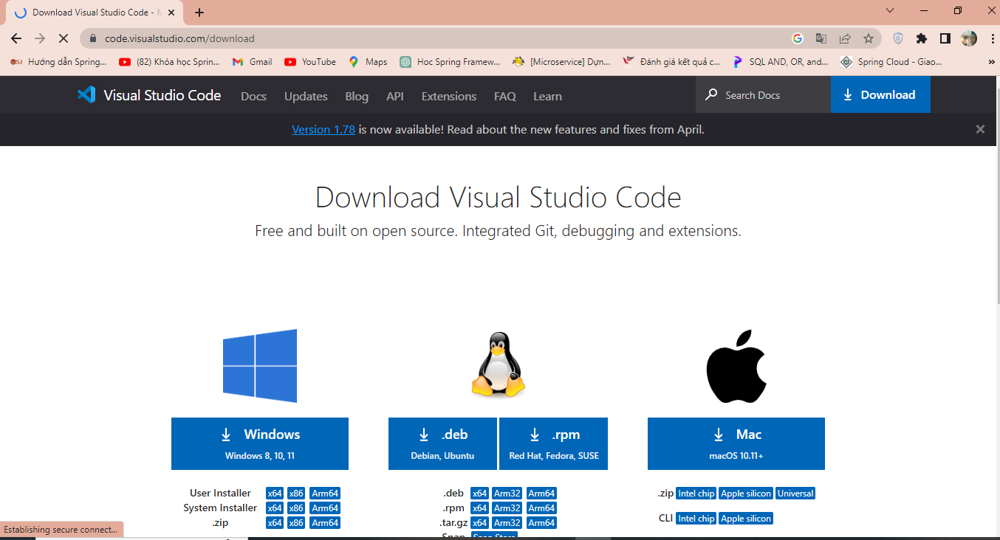 Download Visual Studio Code -
code.visualstudio.com/download
Hướng dẫn Spring... (82) Khóa học Sprin... Gmail YouTube Maps Hoc Spring Framew... [Microservice] Dựn... Đánh giá kết quả c... SQL AND, OR, and... Spring Cloud - Giao... »
Visual Studio Code Docs Updates Blog API Extensions FAQ Learn Search Docs Download
Version 1.78 is now available! Read about the new features and fixes from April.
Download Visual Studio Code
Free and built on open source. Integrated Git, debugging and extensions.
Windows .deb .rpm Mac
Windows 8, 10, 11 Debian, Ubuntu Red Hat, Fedora, SUSE macOS 10.11+
User Installer x64 x86 Arm64 .deb x64 Arm32 Arm64 .zip Intel chip Apple silicon Universal
System Installer x64 x86 Arm64 .rpm x64 Arm32 Arm64
.zip x64 x86 Arm64 .tar.gz x64 Arm32 Arm64 CLI Intel chip Apple silicon
Establishing secure connect...
Snap Snap Store